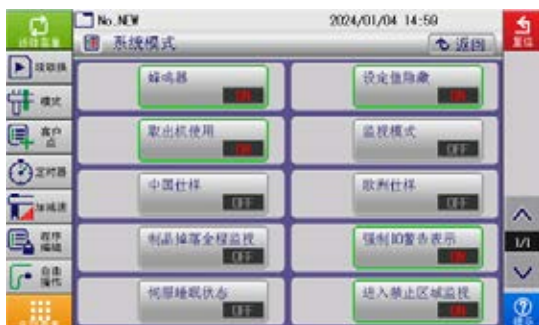 No.NEW
2024/01/04 14:59
复位
系统模式
返回
蜂鸣器
ON
设定值隐藏
ON
模式
取出机使用
ON
监视模式
OFF
客户
点
中国仕样
OFF
欧洲仕样
OFF
定时器
加减速
制品掉落全程监视
OFF
强制IO警告表示
ON
1/1
程序
编辑
伺服睡眠状态
OFF
进入禁止区域监视
ON
自由
操作